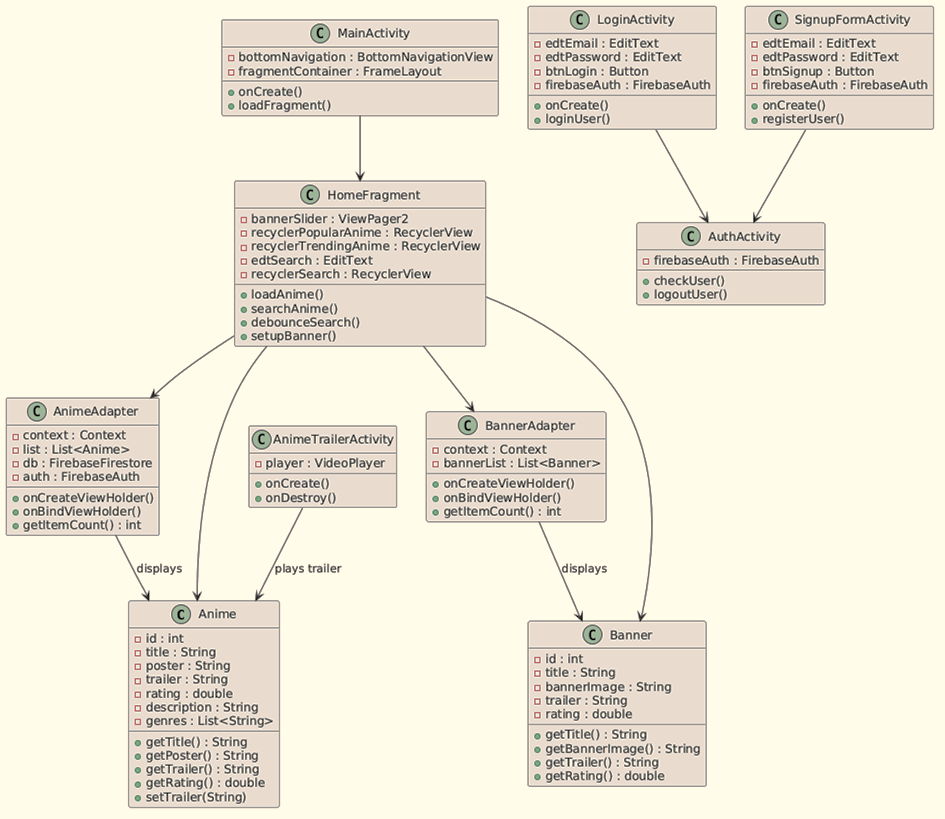 C MainActivity
bottomNavigation : BottomNavigationView
fragmentContainer : FrameLayout
onCreate()
loadFragment()
C LoginActivity
edtEmail : EditText
edtPassword : EditText
btnLogin : Button
firebaseAuth : FirebaseAuth
onCreate()
loginUser()
C SignupFormActivity
edtEmail : EditText
edtPassword : EditText
btnSignup : Button
firebaseAuth : FirebaseAuth
onCreate()
registerUser()
C HomeFragment
bannerSlider : ViewPager2
recyclerPopularAnime : RecyclerView
recyclerTrendingAnime : RecyclerView
edtSearch : EditText
recyclerSearch : RecyclerView
loadAnime()
searchAnime()
debounceSearch()
setupBanner()
C AuthActivity
firebaseAuth : FirebaseAuth
checkUser()
logoutUser()
C AnimeAdapter
context : Context
list : List<Anime>
db : FirebaseFirestore
auth : FirebaseAuth
onCreateViewHolder()
onBindViewHolder()
getItemCount() : int
C AnimeTrailerActivity
player : VideoPlayer
onCreate()
onDestroy()
C BannerAdapter
context : Context
bannerList : List<Banner>
onCreateViewHolder()
onBindViewHolder()
getItemCount() : int
displays
plays trailer
displays
C Anime
id : int
title : String
poster : String
trailer : String
rating : double
description : String
genres : List<String>
getTitle() : String
getPoster() : String
getTrailer() : String
getRating() : double
setTrailer(String)
C Banner
id : int
title : String
bannerImage : String
trailer : String
rating : double
getTitle() : String
getBannerImage() : String
getTrailer() : String
getRating() : double